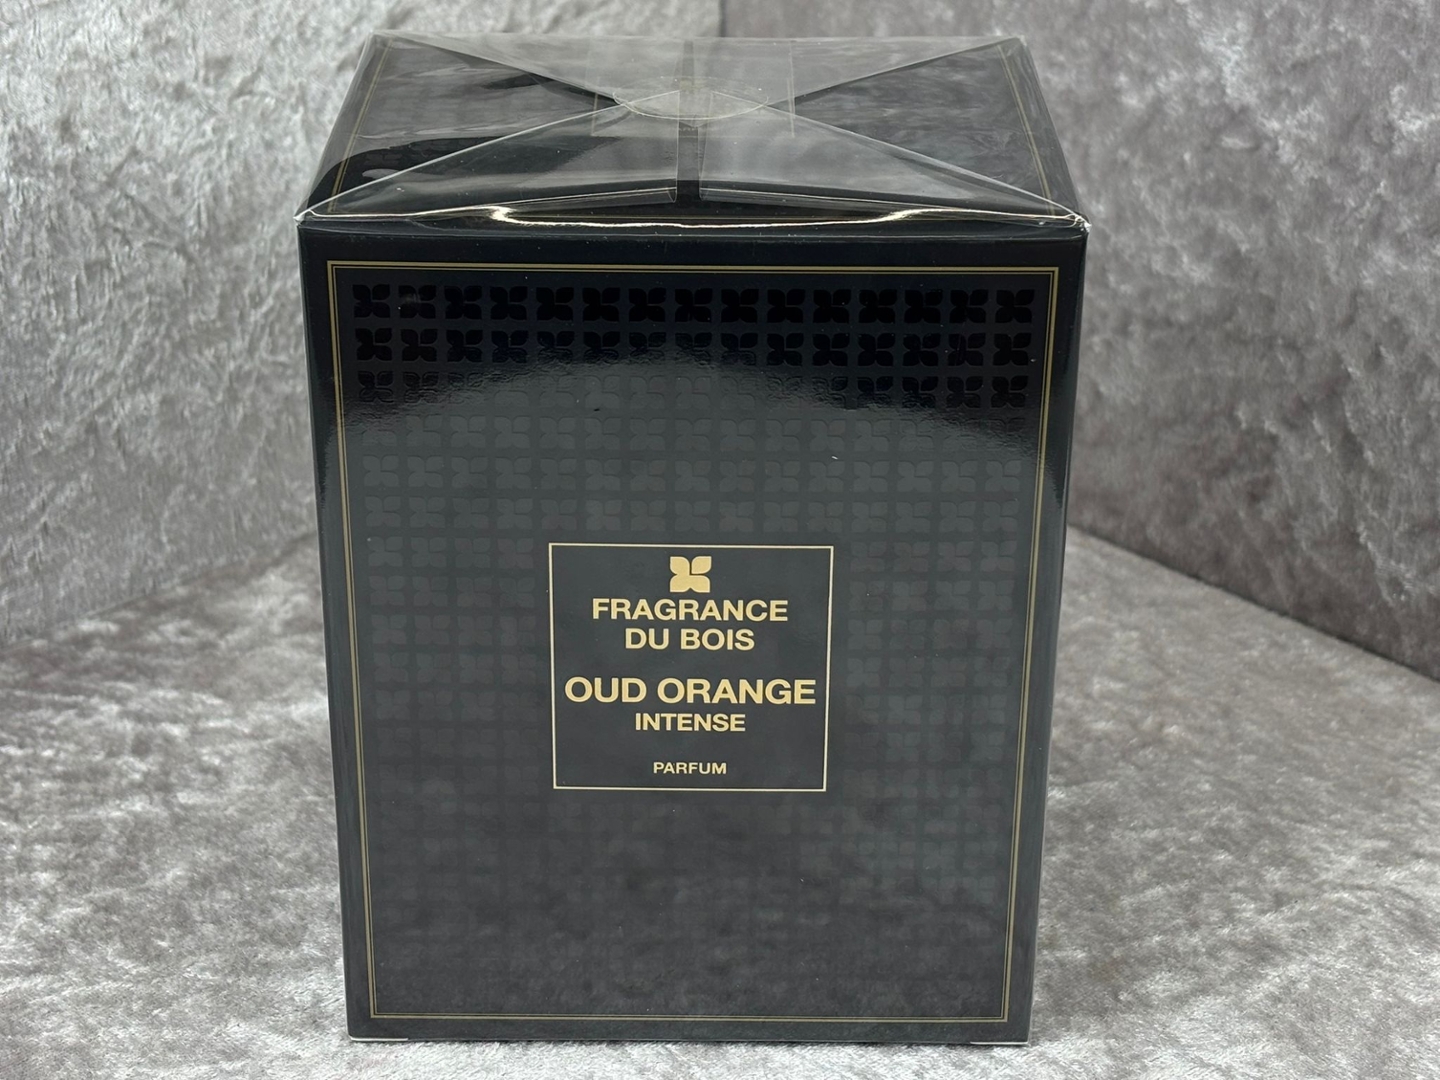 FRAGRANCE
DU BOIS
OUD ORANGE
INTENSE
PARFUM